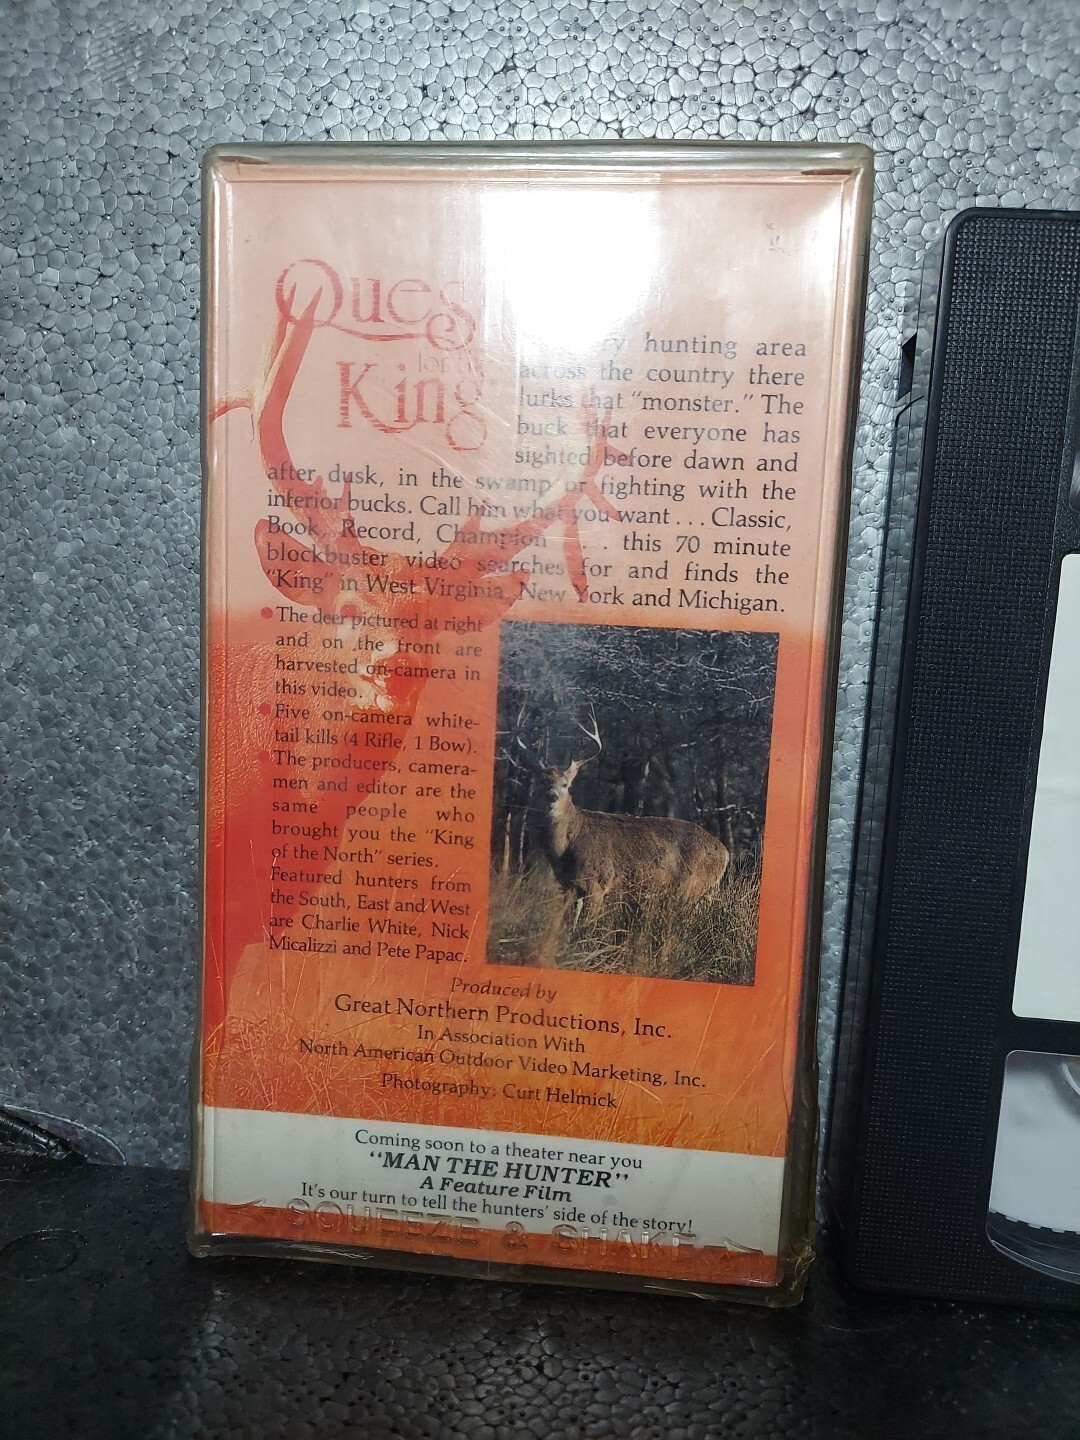 Ques
for
King
hunting area
across the country there
lurks that "monster." The
buck that everyone has
sighted before dawn and
after dusk, in the swamp or fighting with the
inferior bucks. Call him what you want . . . Classic,
Book, Record, Champion . . . this 70 minute
blockbuster video searches for and finds the
"King" in West Virginia, New York and Michigan.
• The deer pictured at right
and on the front are
harvested on-camera in
this video.
• Five on-camera white-
tail kills (4 Rifle, 1 Bow).
• The producers, camera-
men and editor are the
same people who
brought you the "King
of the North" series.
Featured hunters from
the South, East and West
are Charlie White, Nick
Micalizzi and Pete Papac.
Produced by
Great Northern Productions, Inc.
In Association With
North American Outdoor Video Marketing, Inc.
Photography: Curt Helmick
Coming soon to a theater near you
"MAN THE HUNTER"
A Feature Film
It's our turn to tell the hunters' side of the story!
SQUEEZE & SHAKE